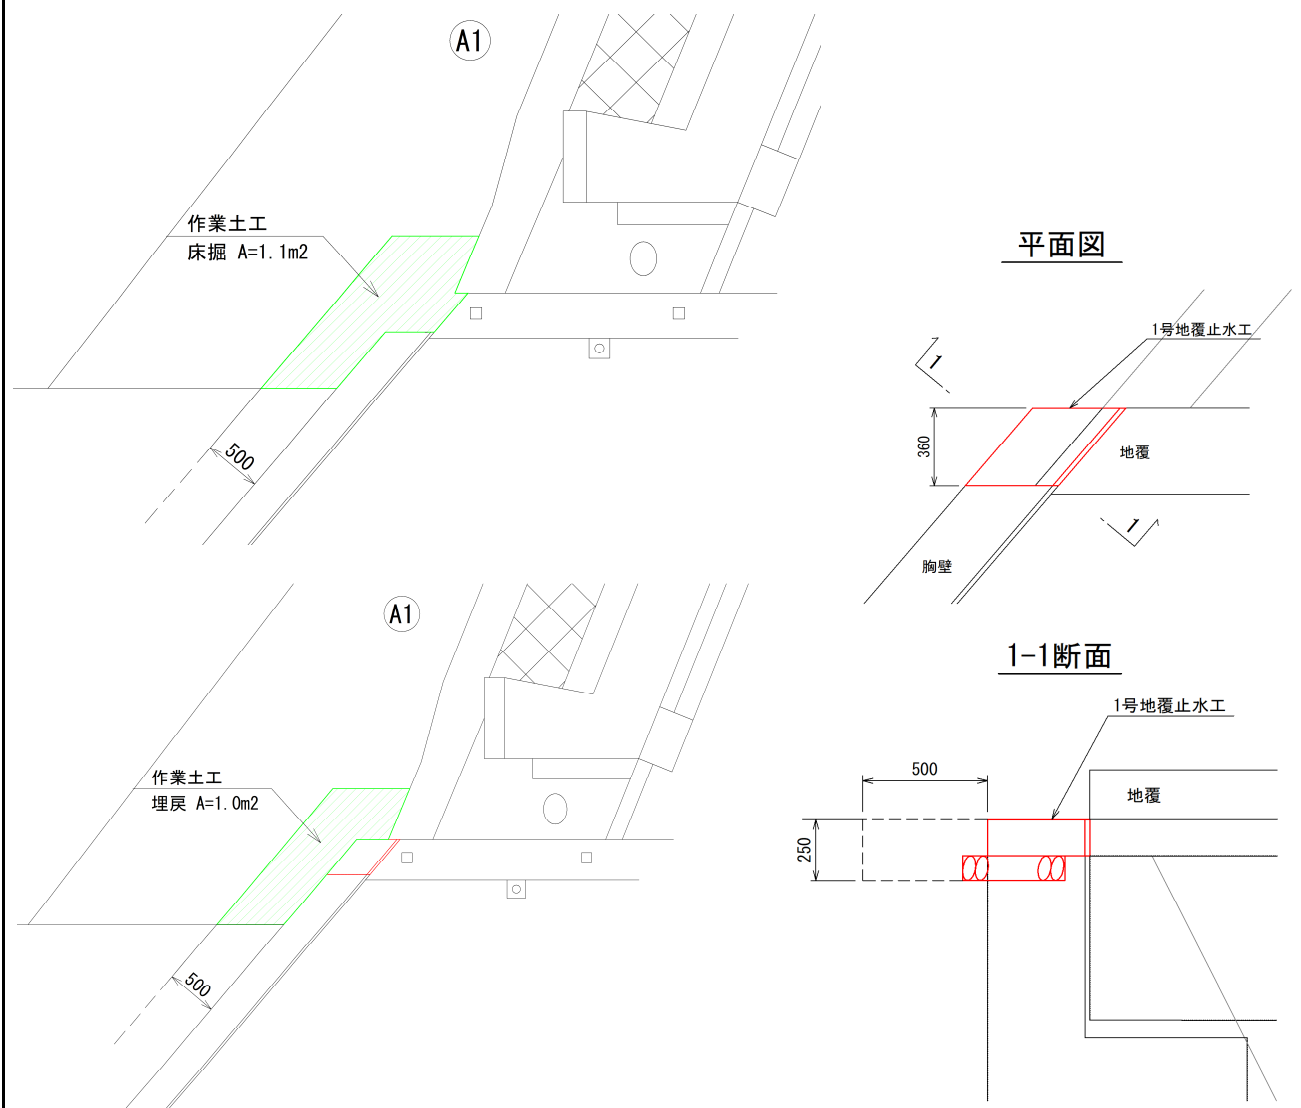 A1
作業土工
床掘 A=1.1m2
500
平面図
1号地覆止水工
1
360
地覆
1
胸壁
A1
作業土工
埋戻 A=1.0m2
500
1-1断面
1号地覆止水工
500
地覆
250